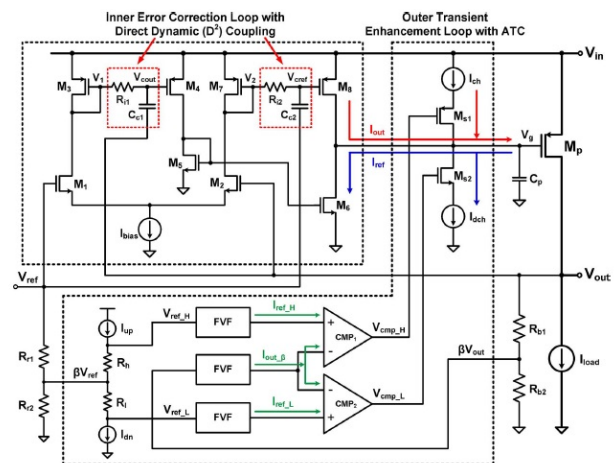 Inner Error Correction Loop with
Direct Dynamic (D²) Coupling
Outer Transient
Enhancement Loop with ATC
V_in
M_3
V_1
V_cout
M_4
M_7
V_2
V_cref
M_8
I_ch
R_i1
C_c1
R_i2
C_c2
M_s1
I_out
V_g
M_p
I_ref
M_5
M_s2
C_p
M_1
M_2
M_6
I_bias
I_dch
V_ref
V_out
I_up
V_ref_H
FVF
I_ref_H
+
CMP_1
-
V_cmp_H
R_r1
R_h
R_b1
βV_ref
FVF
I_out_β
βV_out
I_load
R_r2
R_l
-
CMP_2
+
V_cmp_L
R_b2
V_ref_L
FVF
I_ref_L
I_dn